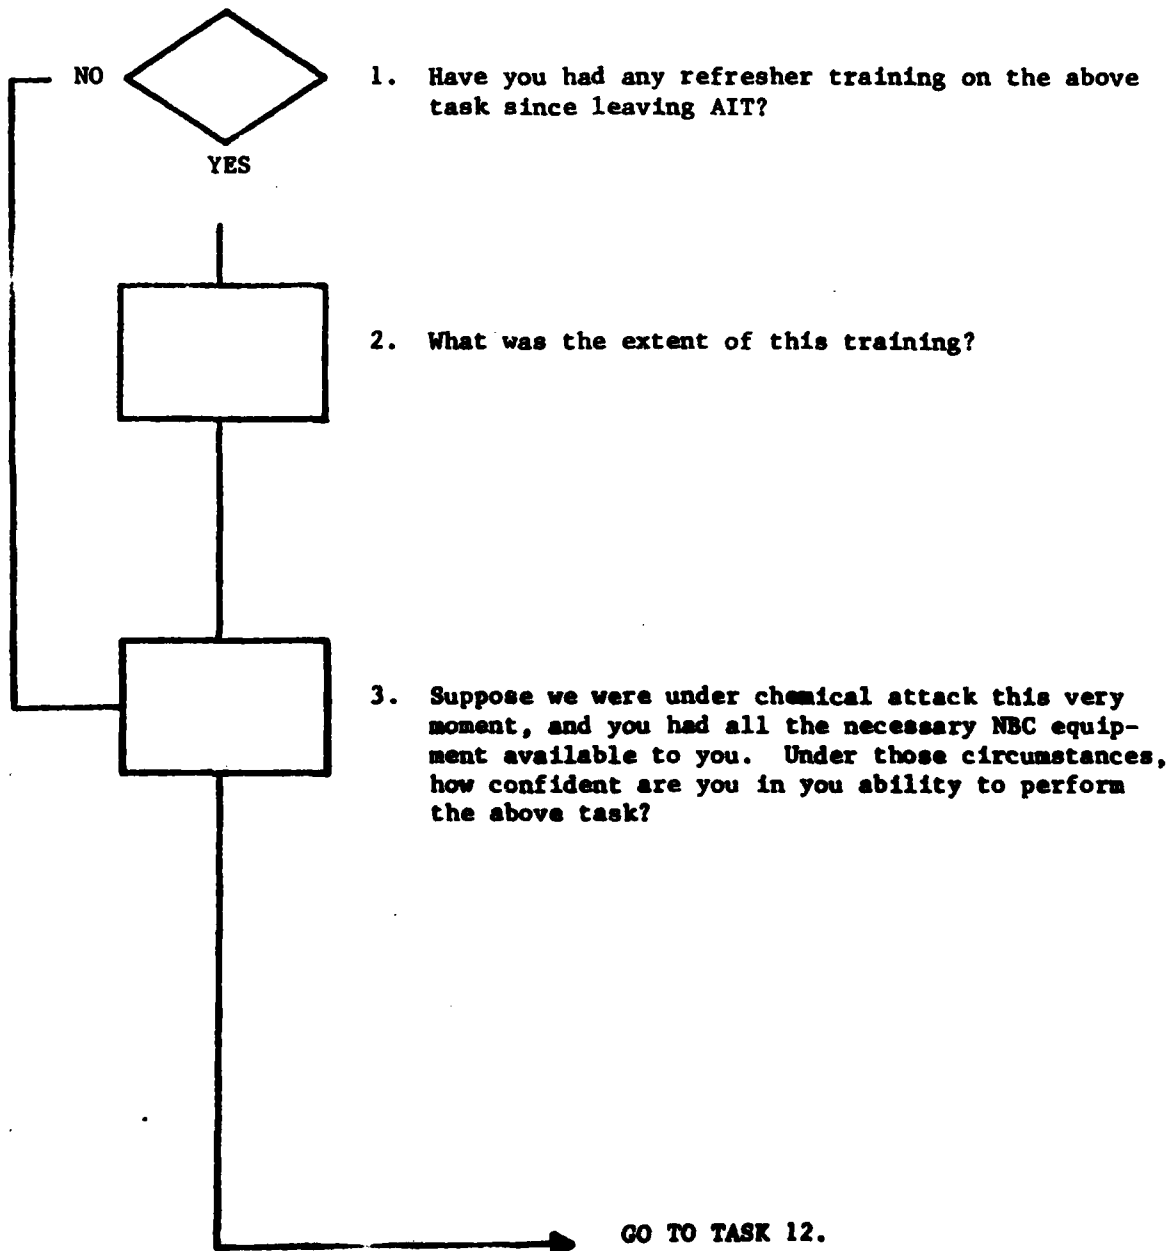 NO
1. Have you had any refresher training on the above
task since leaving AIT?
YES
2. What was the extent of this training?
3. Suppose we were under chemical attack this very
moment, and you had all the necessary NBC equip-
ment available to you. Under those circumstances,
how confident are you in you ability to perform
the above task?
GO TO TASK 12.